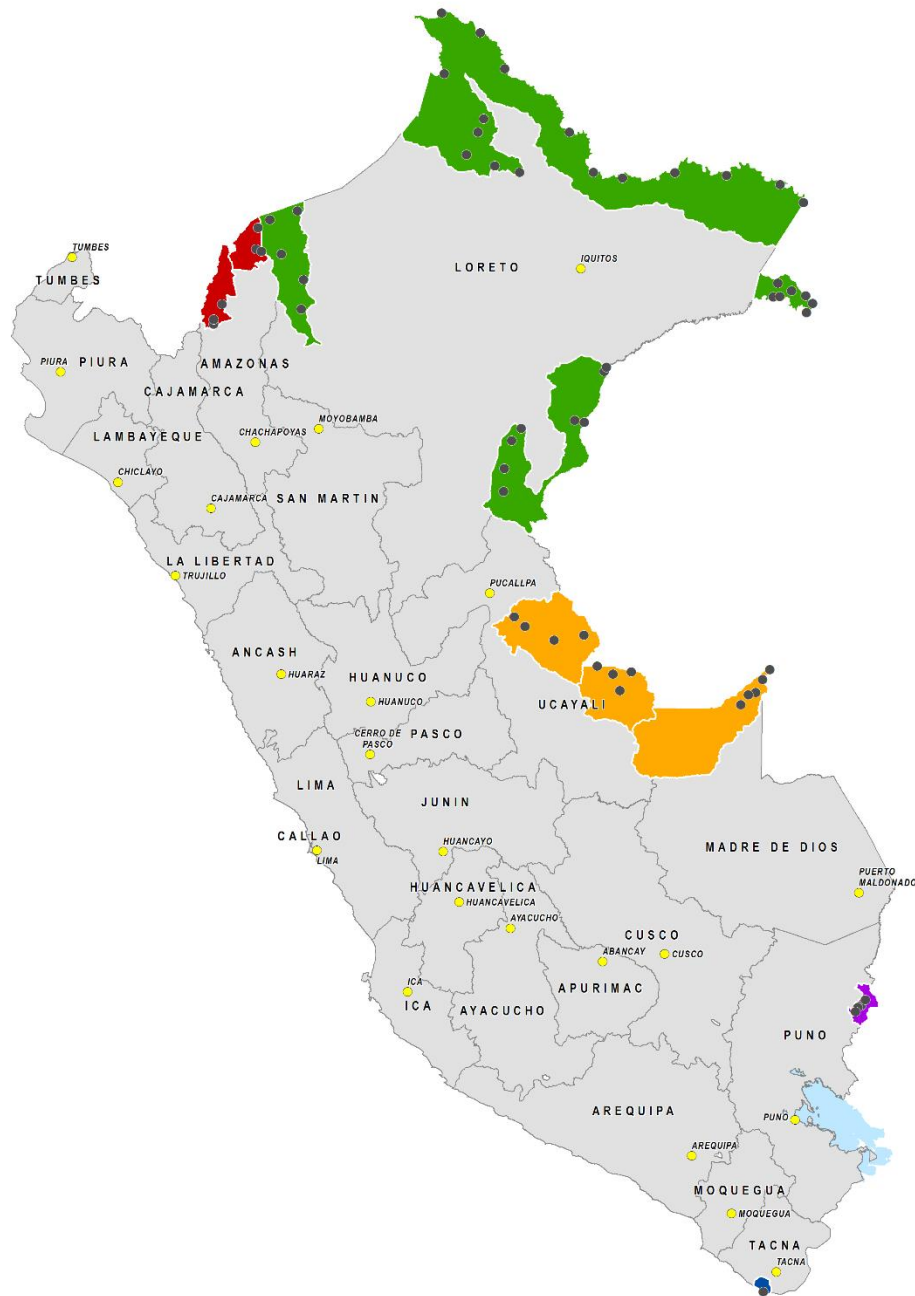 TUMBES
TUMBES
LORETO
IQUITOS
PIURA
PIURA
AMAZONAS
CAJAMARCA
MOYOBAMBA
LAMBAYEQUE
CHACHAPOYAS
CHICLAYO
SAN MARTIN
CAJAMARCA
LA LIBERTAD
TRUJILLO
PUCALLPA
ANCASH
HUARAZ
HUANUCO
HUANUCO
UCAYALI
CERRO DE
PASCO
PASCO
LIMA
JUNIN
CALLAO
LIMA
HUANCAYO
MADRE DE DIOS
PUERTO
MALDONADO
HUANCAVELICA
HUANCAVELICA
AYACUCHO
CUSCO
CUSCO
ABANCAY
APURIMAC
ICA
ICA
AYACUCHO
PUNO
PUNO
AREQUIPA
AREQUIPA
MOQUEGUA
MOQUEGUA
TACNA
TACNA